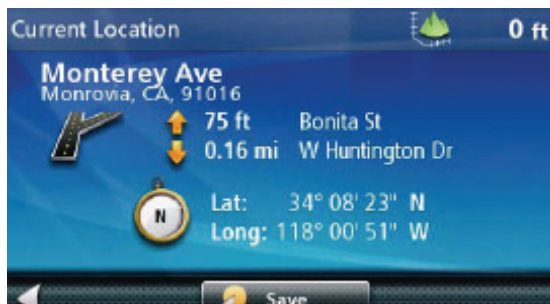 Current Location 0 ft
Monterey Ave
Monrovia, CA, 91016
75 ft Bonita St
0.16 mi W Huntington Dr
N
Lat: 34° 08' 23" N
Long: 118° 00' 51" W
Save